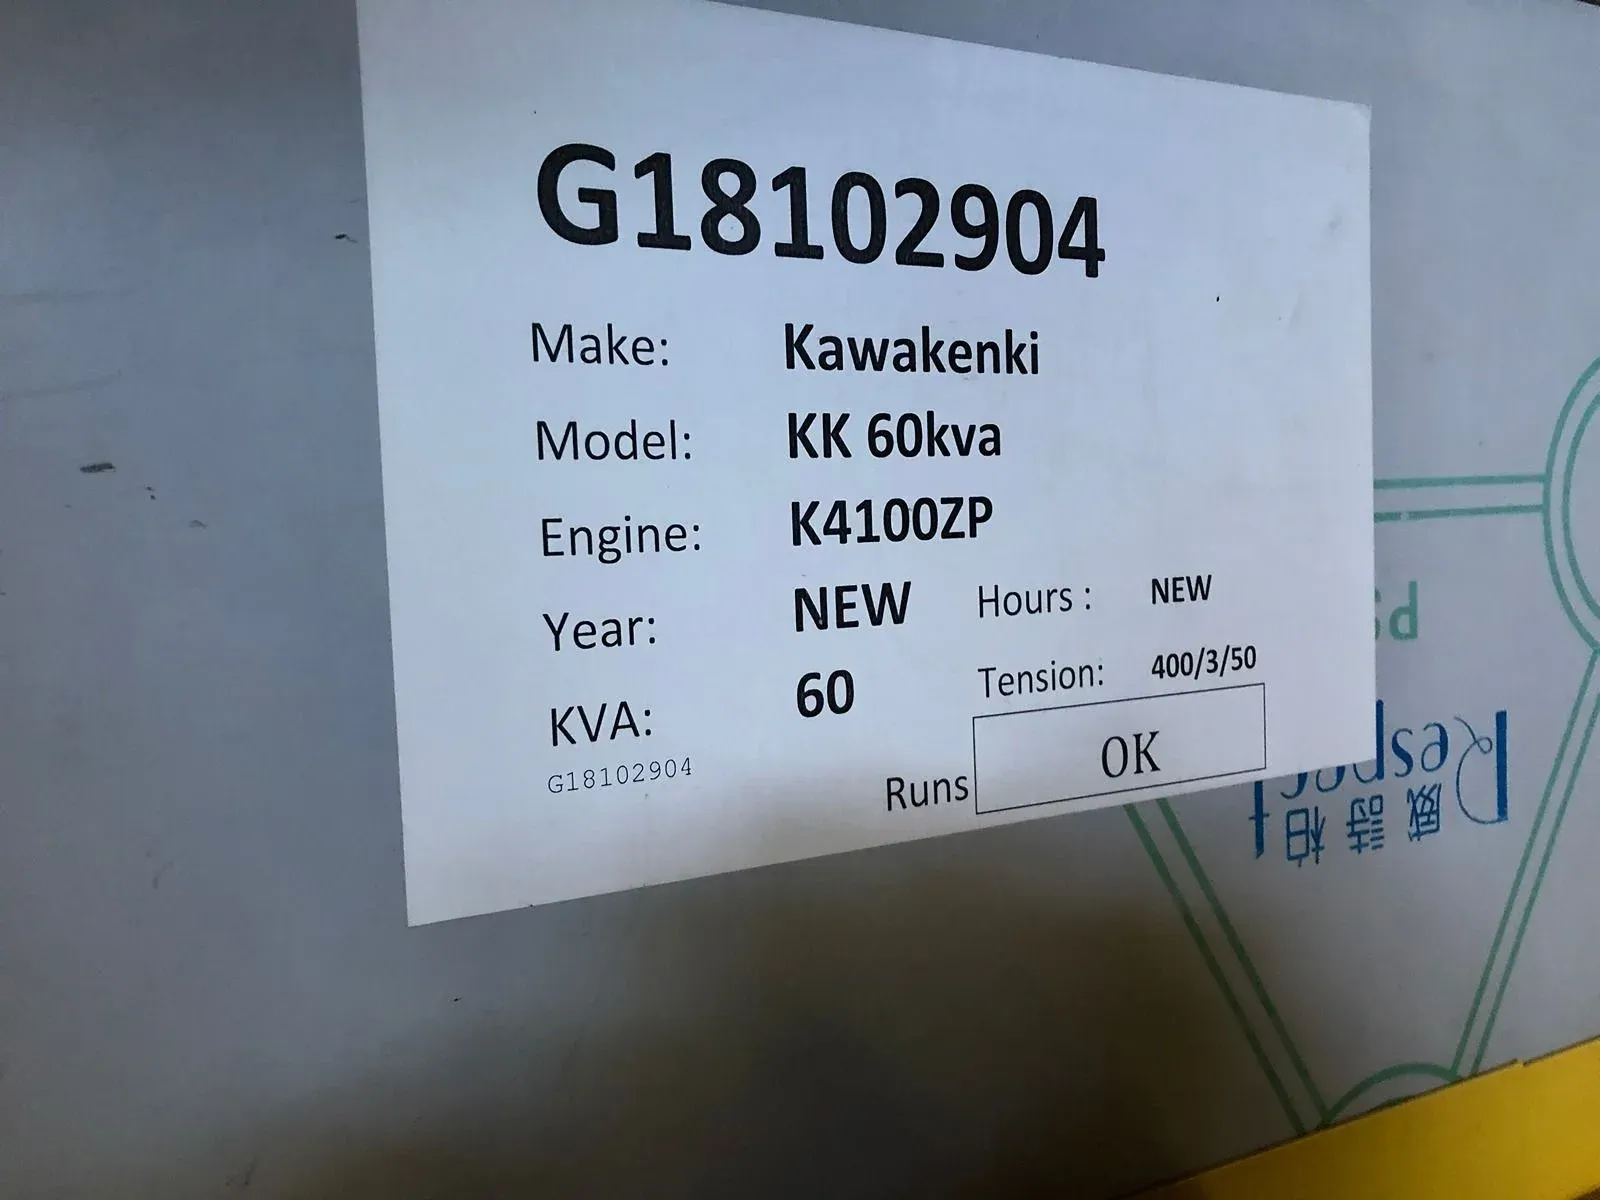 G18102904
Make: Kawakenki
Model: KK 60kva
Engine: K4100ZP
Year: NEW Hours : NEW
KVA: 60 Tension: 400/3/50
G18102904
Runs OK
Respect